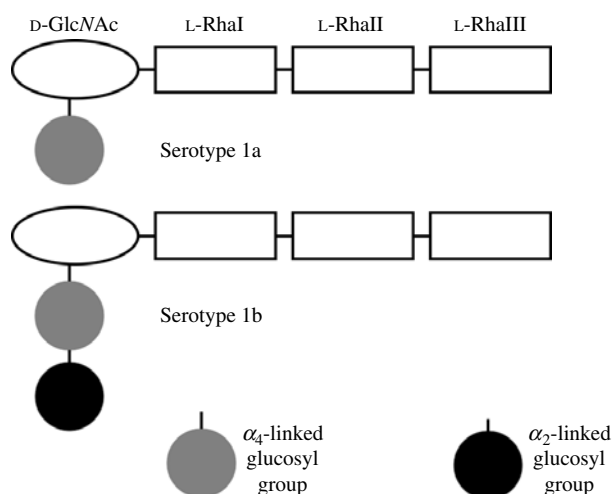 D-GlcNAc L-RhaI L-RhaII L-RhaIII
Serotype 1a
Serotype 1b
α4-linked
glucosyl
group
α2-linked
glucosyl
group